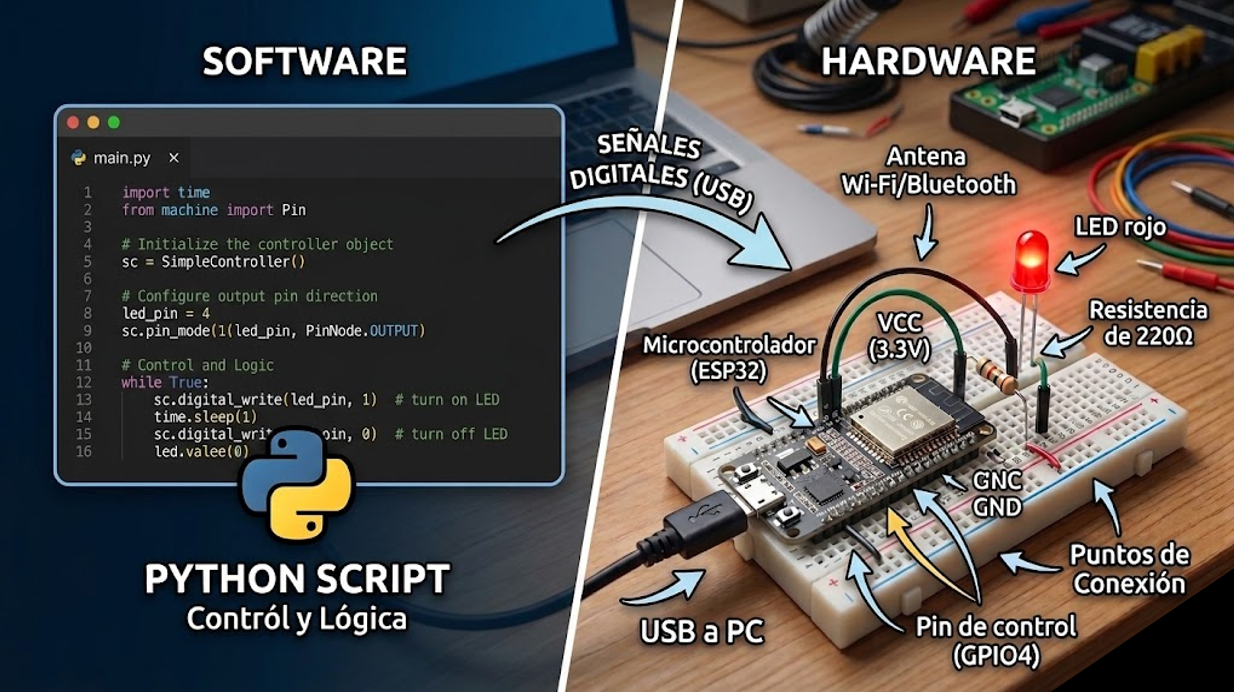 SOFTWARE
main.py ×
1 import time
2 from machine import Pin
3
4 # Initialize the controller object
5 sc = SimpleController()
6
7 # Configure output pin direction
8 led_pin = 4
9 sc.pin_mode(1(led_pin, PinNode.OUTPUT)
10
11 # Control and Logic
12 while True:
13 sc.digital_write(led_pin, 1) # turn on LED
14 time.sleep(1)
15 sc.digital_wri pin, 0) # turn off LED
16 led.valee(0)
PYTHON SCRIPT
Contról y Lógica
SEÑALES
DIGITALES (USB)
HARDWARE
Antena
Wi-Fi/Bluetooth
LED rojo
Resistencia
de 220Ω
VCC
(3.3V)
Microcontrolador
(ESP32)
GNC
GND
Puntos de
Conexión
Pin de control
(GPIO4)
USB a PC